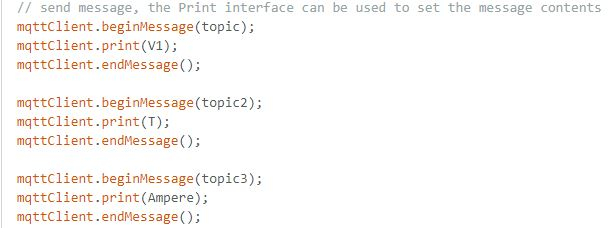 // send message, the Print interface can be used to set the message contents
mqttClient.beginMessage(topic);
mqttClient.print(V1);
mqttClient.endMessage();
mqttClient.beginMessage(topic2);
mqttClient.print(T);
mqttClient.endMessage();
mqttClient.beginMessage(topic3);
mqttClient.print(Ampere);
mqttClient.endMessage();